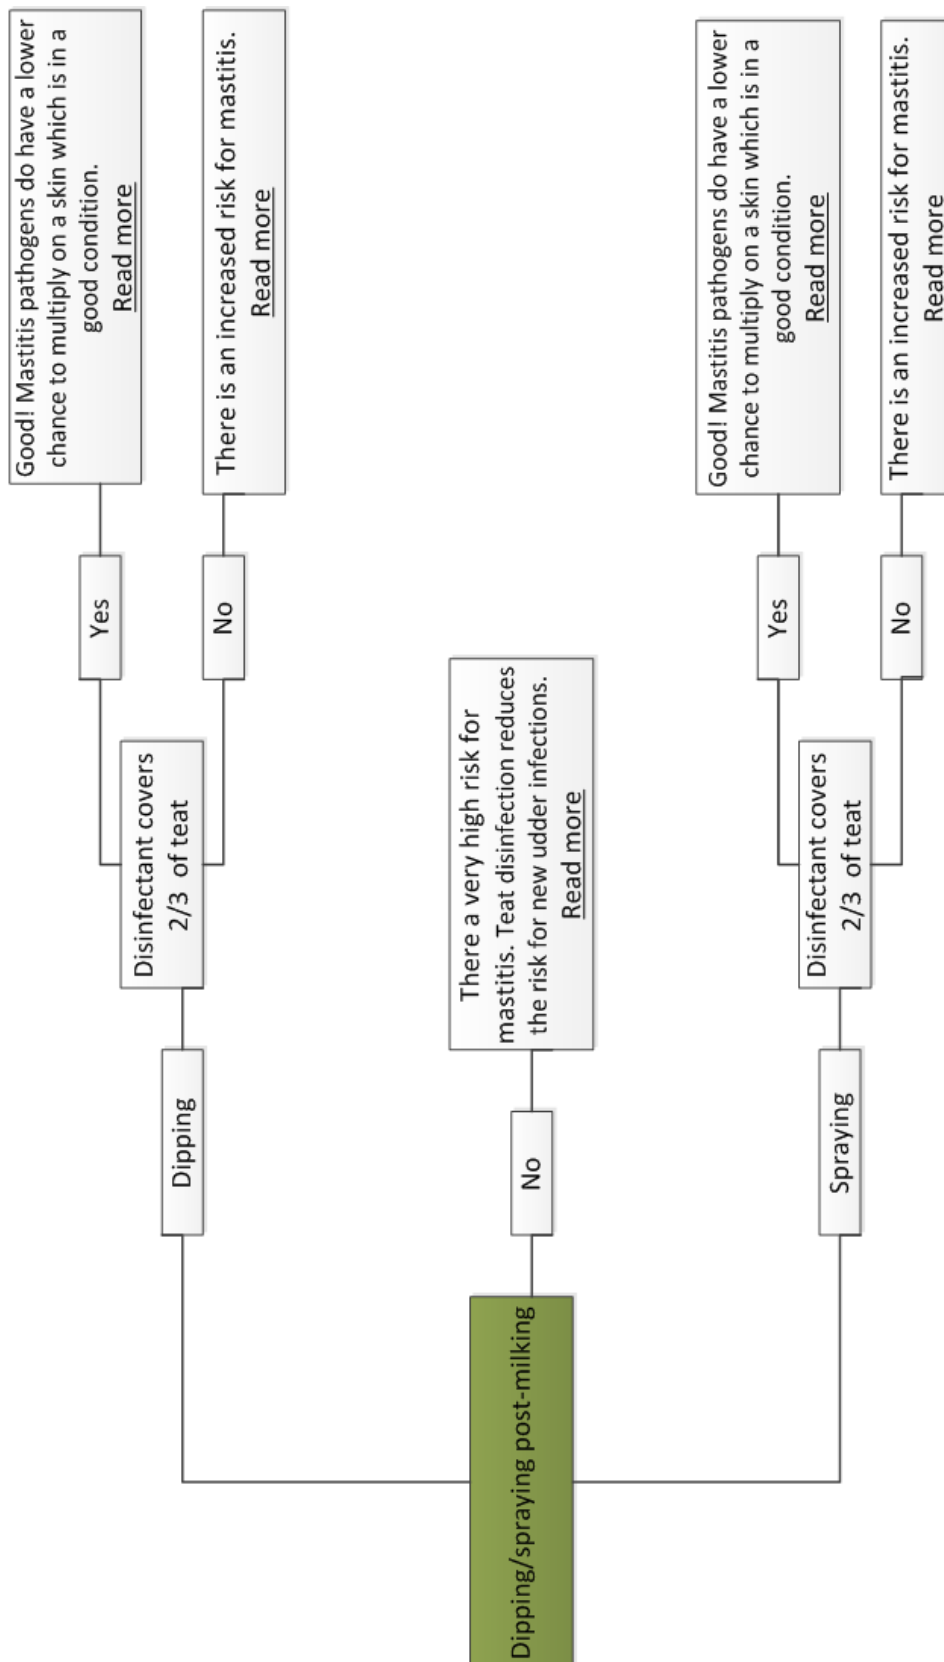 Dipping/spraying post-milking
Dipping
Disinfectant covers
2/3 of teat
Yes
Good! Mastitis pathogens do have a lower
chance to multiply on a skin which is in a
good condition.
Read more
No
There is an increased risk for mastitis.
Read more
No
There a very high risk for
mastitis. Teat disinfection reduces
the risk for new udder infections.
Read more
Spraying
Disinfectant covers
2/3 of teat
Yes
Good! Mastitis pathogens do have a lower
chance to multiply on a skin which is in a
good condition.
Read more
No
There is an increased risk for mastitis.
Read more